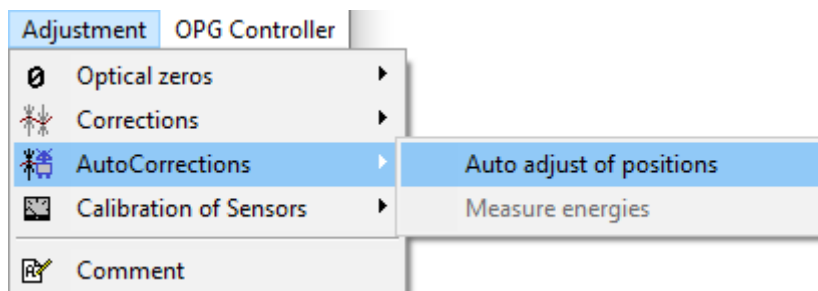 Adjustment OPG Controller
Optical zeros
Corrections
AutoCorrections
Auto adjust of positions
Calibration of Sensors
Measure energies
Comment